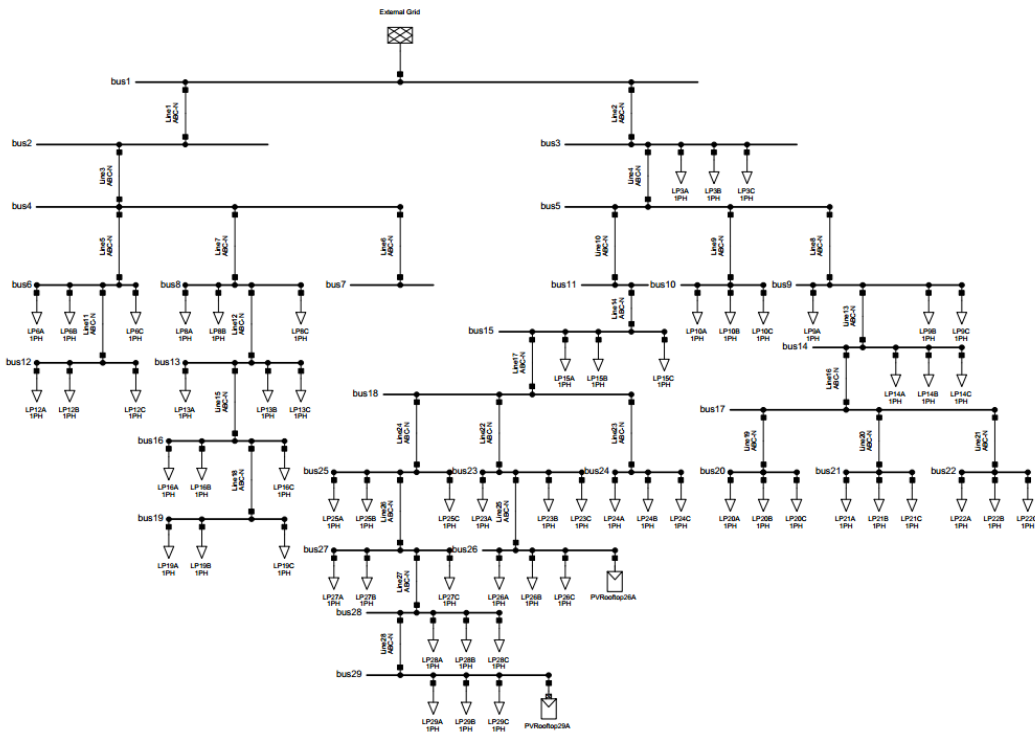 External Grid
bus1
Line1
ABC-N
Line2
ABC-N
bus2
bus3
Line3
ABC-N
Line4
ABC-N
LP3A
1PH
LP3B
1PH
LP3C
1PH
bus4
bus5
Line5
ABC-N
Line7
ABC-N
Line6
ABC-N
Line10
ABC-N
Line9
ABC-N
Line8
ABC-N
bus6
bus8
bus7
bus11
bus10
bus9
LP6A
1PH
LP6B
1PH
Line11
ABC-N
LP6C
1PH
LP8A
1PH
LP8B
1PH
Line12
ABC-N
LP8C
1PH
Line14
ABC-N
LP10A
1PH
LP10B
1PH
LP10C
1PH
LP9A
1PH
Line13
ABC-N
LP9B
1PH
LP9C
1PH
bus15
bus14
bus12
bus13
Line17
ABC-N
LP15A
1PH
LP15B
1PH
LP15C
1PH
Line16
ABC-N
LP14A
1PH
LP14B
1PH
LP14C
1PH
LP12A
1PH
LP12B
1PH
LP12C
1PH
LP13A
1PH
Line15
ABC-N
LP13B
1PH
LP13C
1PH
bus18
bus17
Line24
ABC-N
Line22
ABC-N
Line23
ABC-N
Line19
ABC-N
Line20
ABC-N
Line21
ABC-N
bus16
LP16A
1PH
LP16B
1PH
Line18
ABC-N
LP16C
1PH
bus25
bus23
bus24
bus20
bus21
bus22
LP25A
1PH
LP25B
1PH
Line26
ABC-N
LP25C
1PH
LP23A
1PH
Line25
ABC-N
LP23B
1PH
LP23C
1PH
LP24A
1PH
LP24B
1PH
LP24C
1PH
LP20A
1PH
LP20B
1PH
LP20C
1PH
LP21A
1PH
LP21B
1PH
LP21C
1PH
LP22A
1PH
LP22B
1PH
LP22C
1PH
bus19
LP19A
1PH
LP19B
1PH
LP19C
1PH
bus27
bus26
LP27A
1PH
LP27B
1PH
Line27
ABC-N
LP27C
1PH
LP26A
1PH
LP26B
1PH
LP26C
1PH
PVRooftop26A
bus28
Line28
ABC-N
LP28A
1PH
LP28B
1PH
LP28C
1PH
bus29
LP29A
1PH
LP29B
1PH
LP29C
1PH
PVRooftop29A